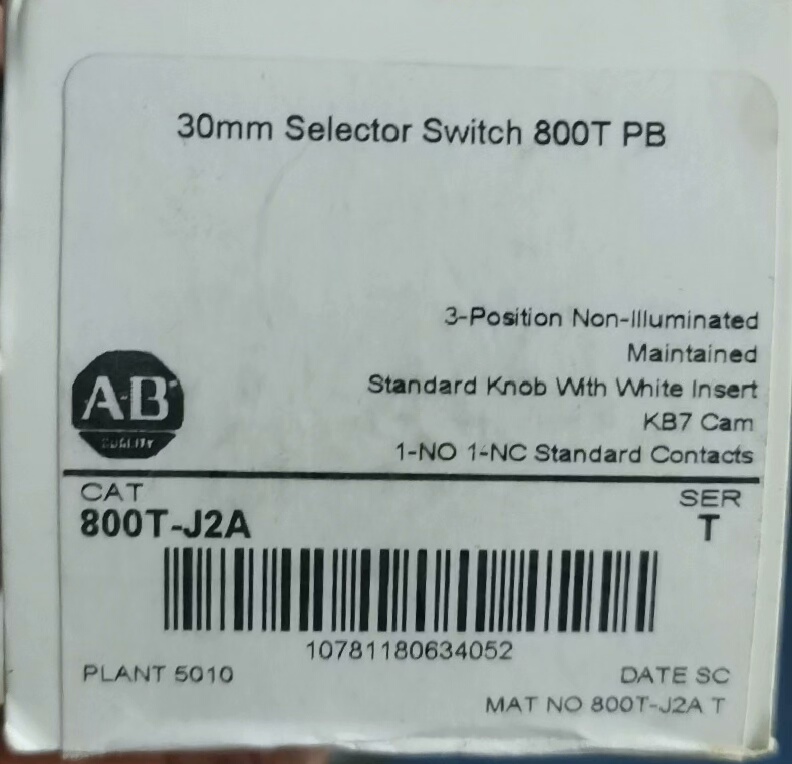 30mm Selector Switch 800T PB
3-Position Non-Illuminated
Maintained
Standard Knob With White Insert
KB7 Cam
1-NO 1-NC Standard Contacts
A-B
QUALITY
CAT
800T-J2A
SER
T
10781180634052
PLANT 5010
DATE SC
MAT NO 800T-J2A T